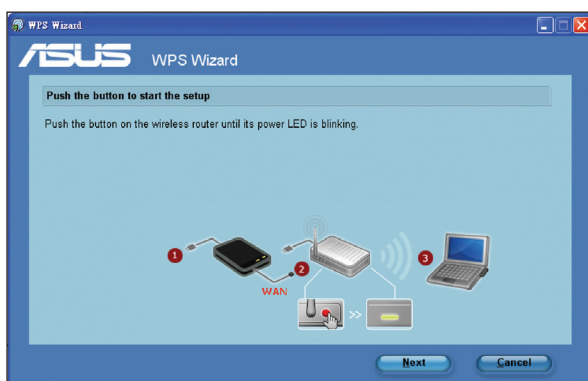 WPS Wizard
ASUS WPS Wizard
Push the button to start the setup
Push the button on the wireless router until its power LED is blinking.
1
2
3
WAN
>>
Next
Cancel